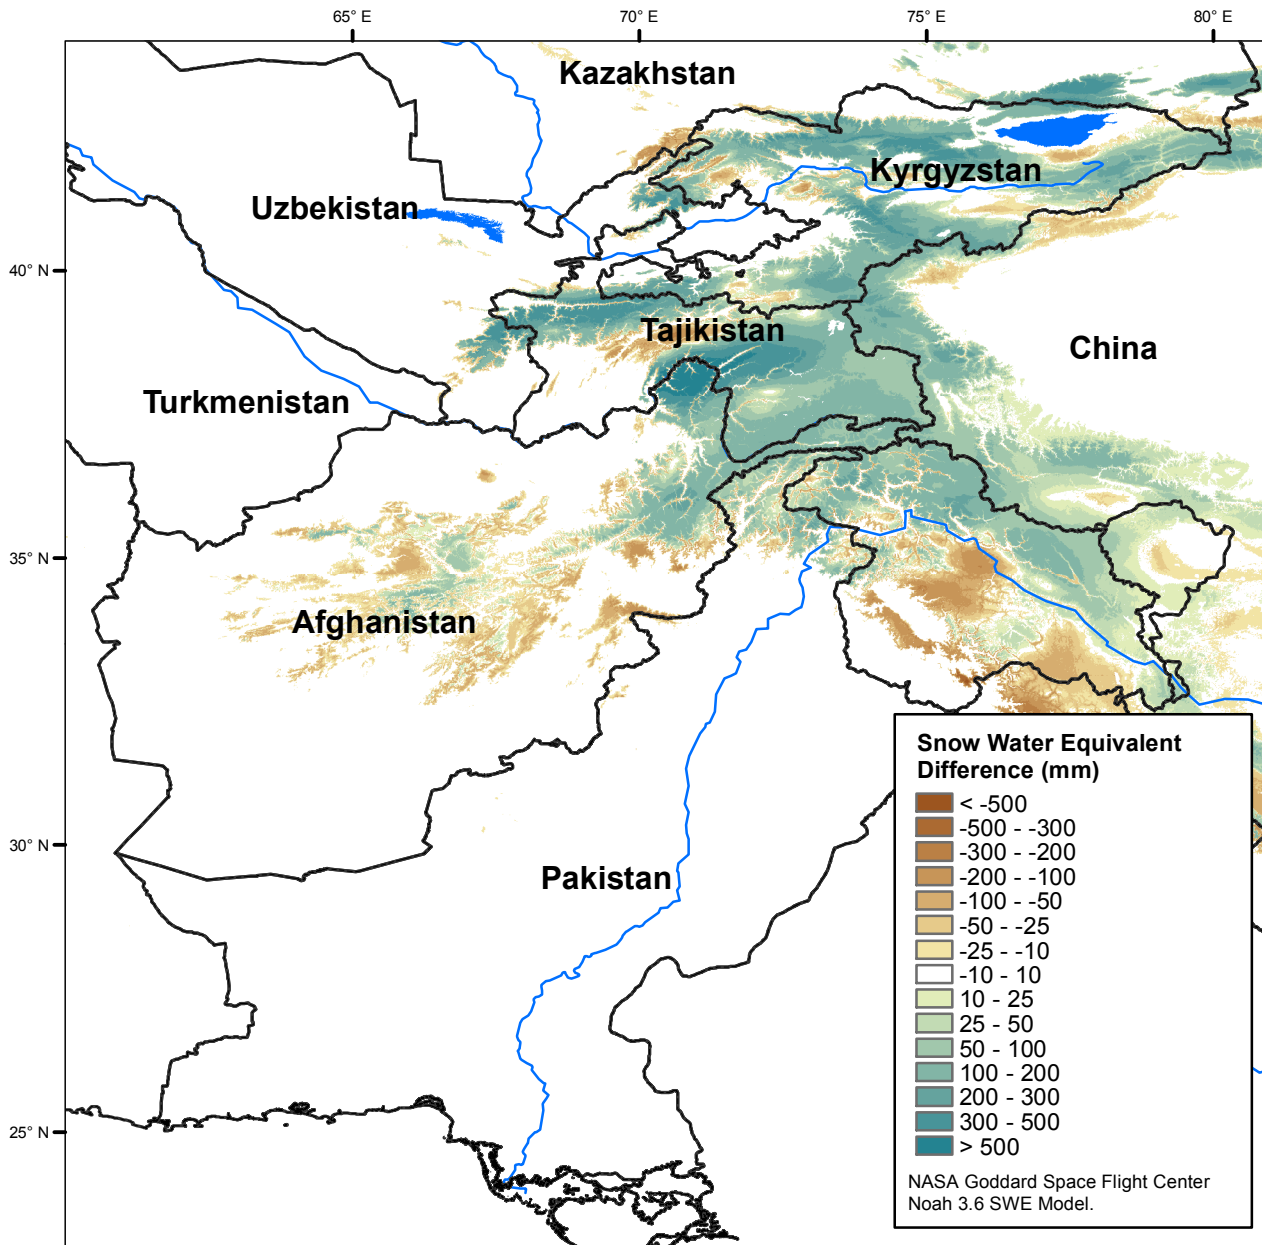 65° E
70° E
75° E
80° E
Kazakhstan
Kyrgyzstan
Uzbekistan
40° N
Tajikistan
China
Turkmenistan
35° N
Afghanistan
30° N
Pakistan
25° N
Snow Water Equivalent
Difference (mm)
< -500
-500 - -300
-300 - -200
-200 - -100
-100 - -50
-50 - -25
-25 - -10
-10 - 10
10 - 25
25 - 50
50 - 100
100 - 200
200 - 300
300 - 500
> 500
NASA Goddard Space Flight Center
Noah 3.6 SWE Model.